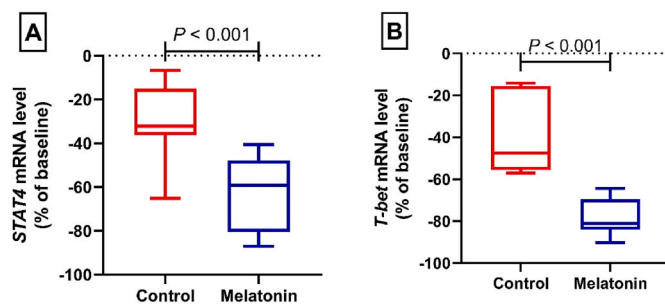 A
P < 0.001
STAT4 mRNA level
(% of baseline)
0
-20
-40
-60
-80
-100
Control Melatonin
B
P < 0.001
T-bet mRNA level
(% of baseline)
0
-20
-40
-60
-80
-100
Control Melatonin